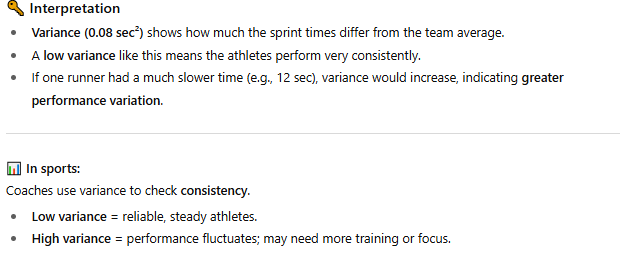 🔑 Interpretation
• Variance (0.08 sec²) shows how much the sprint times differ from the team average.
• A low variance like this means the athletes perform very consistently.
• If one runner had a much slower time (e.g., 12 sec), variance would increase, indicating greater
performance variation.
📊 In sports:
Coaches use variance to check consistency.
• Low variance = reliable, steady athletes.
• High variance = performance fluctuates; may need more training or focus.